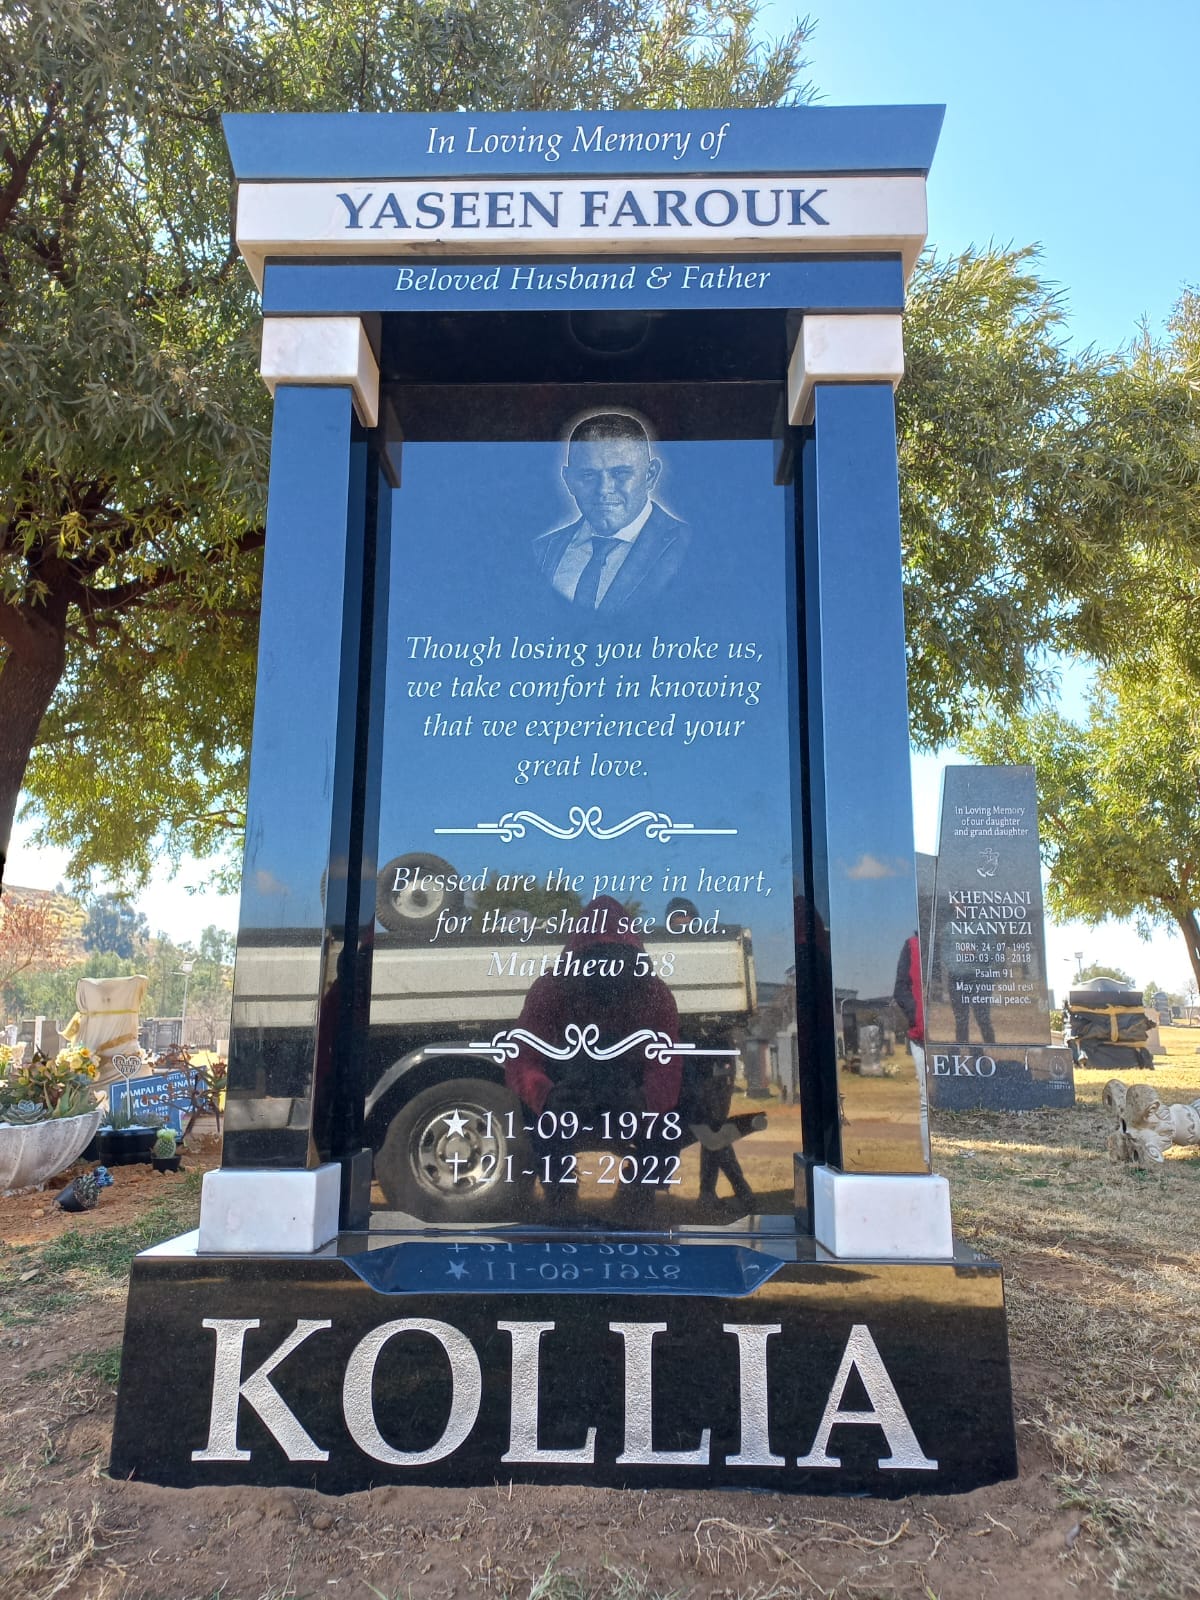 In Loving Memory of
YASEEN FAROUK
Beloved Husband & Father
Though losing you broke us,
we take comfort in knowing
that we experienced your
great love.
Blessed are the pure in heart,
for they shall see God.
Matthew 5:8
★ 11-09-1978
† 21-12-2022
KOLLIA
In Loving Memory
of our daughter
and grand daughter
KHENSANI
NTANDO
NKANYEZI
BORN: 24-07-1995
DIED: 03-08-2018
Psalm 91
May your soul rest
in eternal peace.
EKO